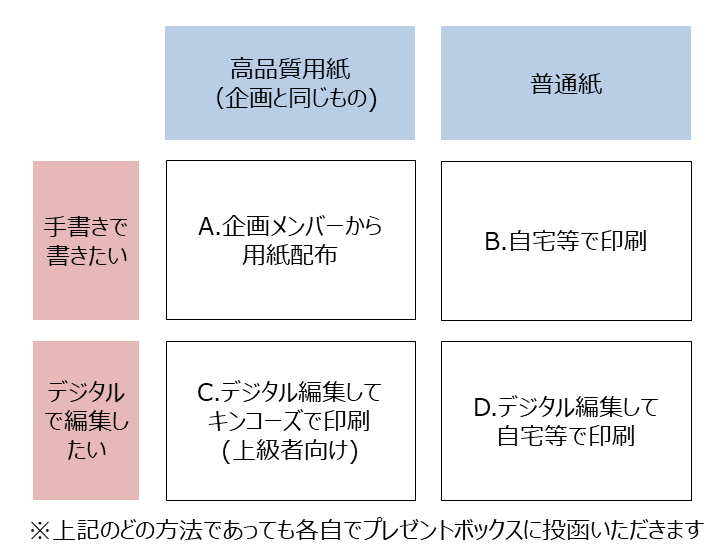 高品質用紙
（企画と同じもの)
普通紙
手書きで
書きたい
A.企画メンバーから
用紙配布
B.自宅等で印刷
デジタル
で編集し
たい
C.デジタル編集して
キンコーズで印刷
(上級者向け)
D.デジタル編集して
自宅等で印刷
※上記のどの方法であっても各自でプレゼントボックスに投函いただきます